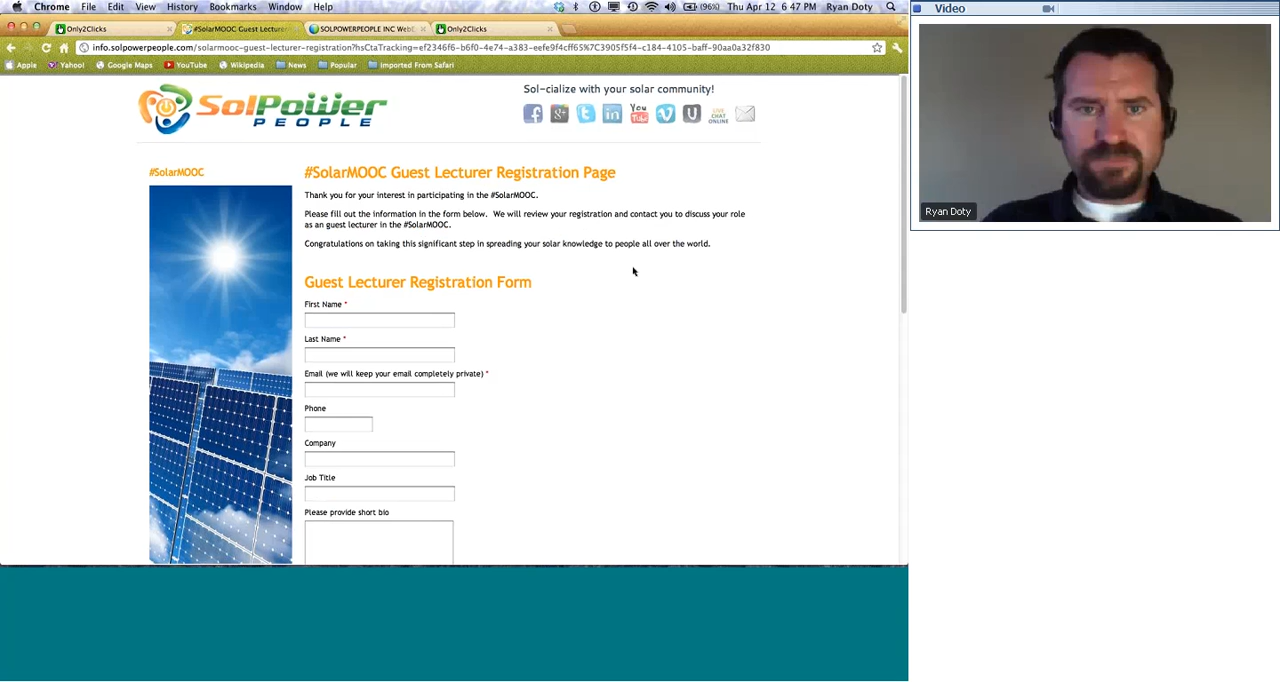 Chrome File Edit View History Bookmarks Window Help (96%) Thu Apr 12 6:47 PM Ryan Doty
Only2Clicks #SolarMOOC Guest Lecturer SOLPOWERPEOPLE INC WebE Only2Clicks
info.solpowerpeople.com/solarmooc-guest-lecturer-registration?hsCtaTracking=ef2346f6-b6f0-4e74-a383-eefe9f4cff65%7C3905f5f4-c184-4105-baff-90aa0a32f830
Apple Yahoo! Google Maps YouTube Wikipedia News Popular Imported From Safari
SolPower
PEOPLE
Sol-cialize with your solar community!
You
Tube
LIVE
CHAT
ONLINE
#SolarMOOC
#SolarMOOC Guest Lecturer Registration Page
Thank you for your interest in participating in the #SolarMOOC.
Please fill out the information in the form below. We will review your registration and contact you to discuss your role
as an guest lecturer in the #SolarMOOC.
Congratulations on taking this significant step in spreading your solar knowledge to people all over the world.
Guest Lecturer Registration Form
First Name *
Last Name *
Email (we will keep your email completely private) *
Phone
Company
Job Title
Please provide short bio
Video
Ryan Doty